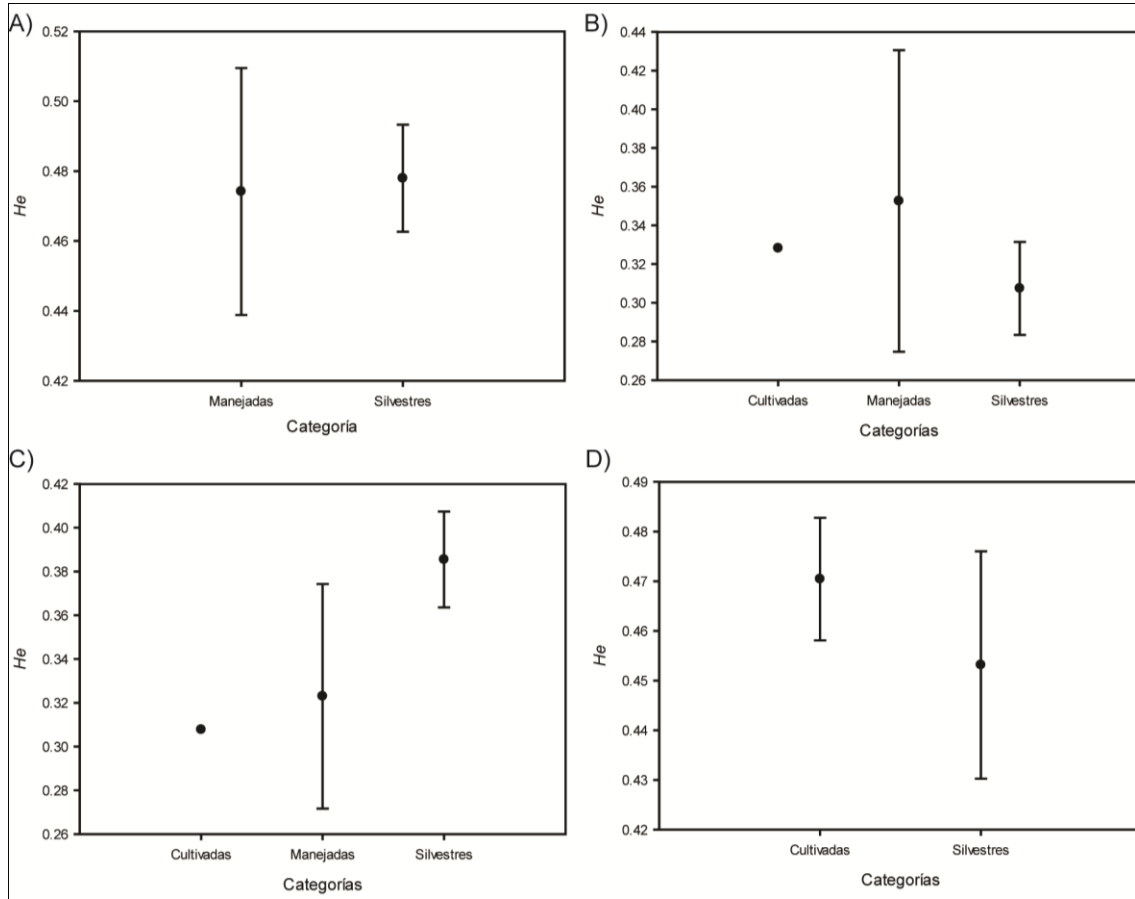 A)
0.52
0.50
0.48
0.46
0.44
0.42
He
Manejadas Silvestres
Categoría
B)
0.44
0.42
0.40
0.38
0.36
0.34
0.32
0.30
0.28
0.26
He
Cultivadas Manejadas Silvestres
Categorías
C)
0.42
0.40
0.38
0.36
0.34
0.32
0.30
0.28
0.26
He
Cultivadas Manejadas Silvestres
Categorías
D)
0.49
0.48
0.47
0.46
0.45
0.44
0.43
0.42
He
Cultivadas Silvestres
Categorías